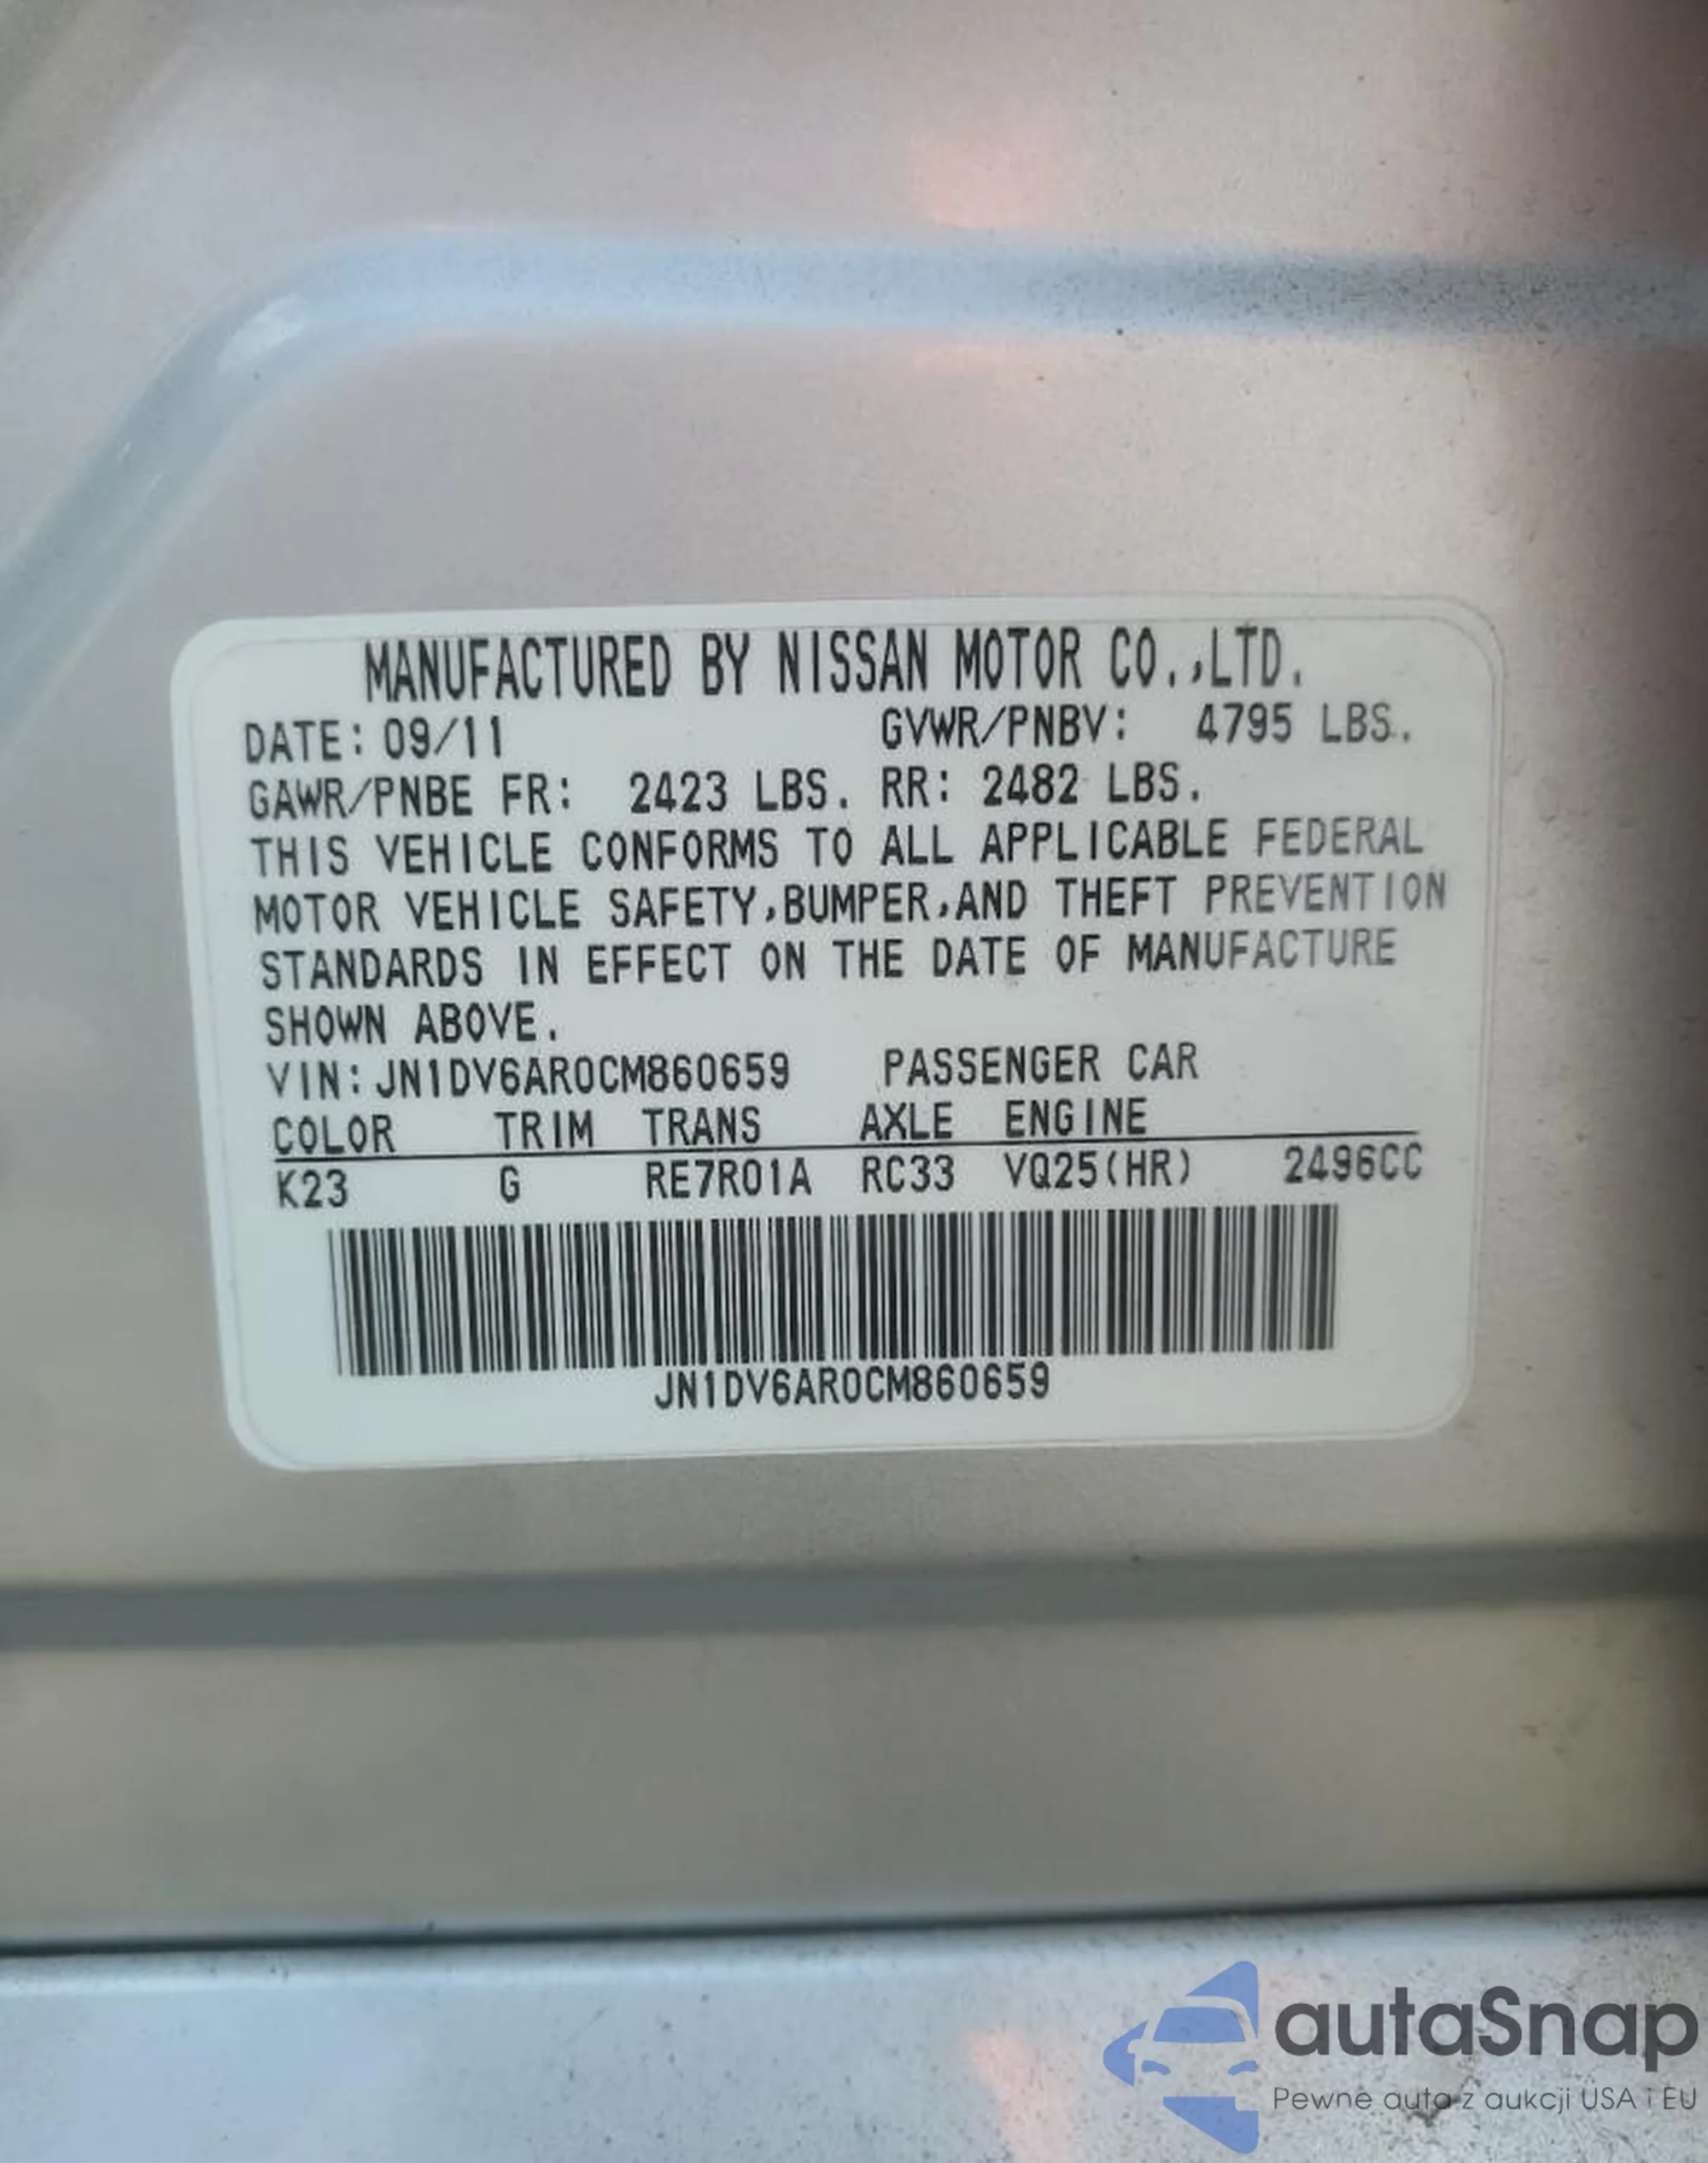 MANUFACTURED BY NISSAN MOTOR CO.,LTD.
DATE: 09/11 GVWR/PNBV: 4795 LBS.
GAWR/PNBE FR: 2423 LBS. RR: 2482 LBS.
THIS VEHICLE CONFORMS TO ALL APPLICABLE FEDERAL
MOTOR VEHICLE SAFETY,BUMPER,AND THEFT PREVENTION
STANDARDS IN EFFECT ON THE DATE OF MANUFACTURE
SHOWN ABOVE.
VIN:JN1DV6AR0CM860659 PASSENGER CAR
COLOR TRIM TRANS AXLE ENGINE
K23 G RE7R01A RC33 VQ25(HR) 2496CC
JN1DV6AR0CM860659
autaSnap
Pewne auta z aukcji USA i EU